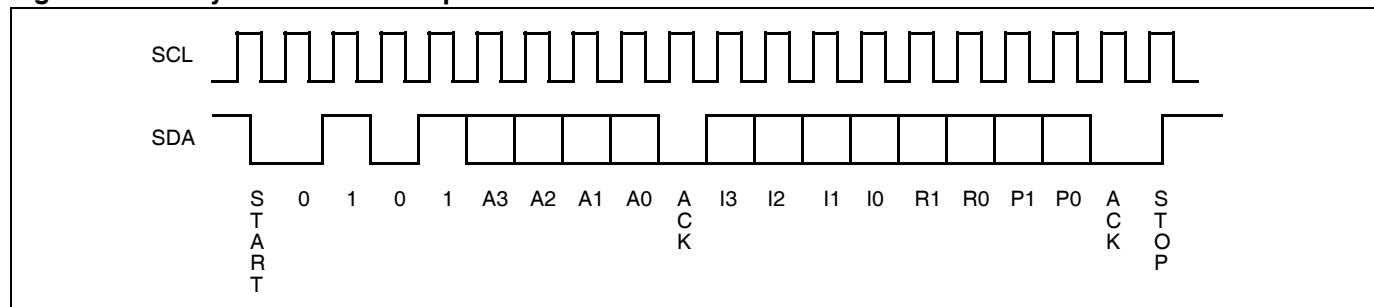 SCL
SDA
START 0 1 0 1 A3 A2 A1 A0 ACK I3 I2 I1 I0 R1 R0 P1 P0 ACK STOP